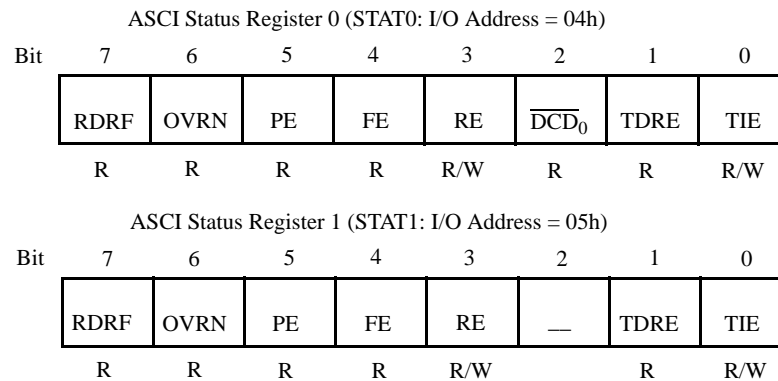 ASCI Status Register 0 (STAT0: I/O Address = 04h)
Bit 7 6 5 4 3 2 1 0
RDRF OVRN PE FE RE D̅C̅D̅₀ TDRE TIE
R R R R R/W R R R/W
ASCI Status Register 1 (STAT1: I/O Address = 05h)
Bit 7 6 5 4 3 2 1 0
RDRF OVRN PE FE RE __ TDRE TIE
R R R R R/W R R/W